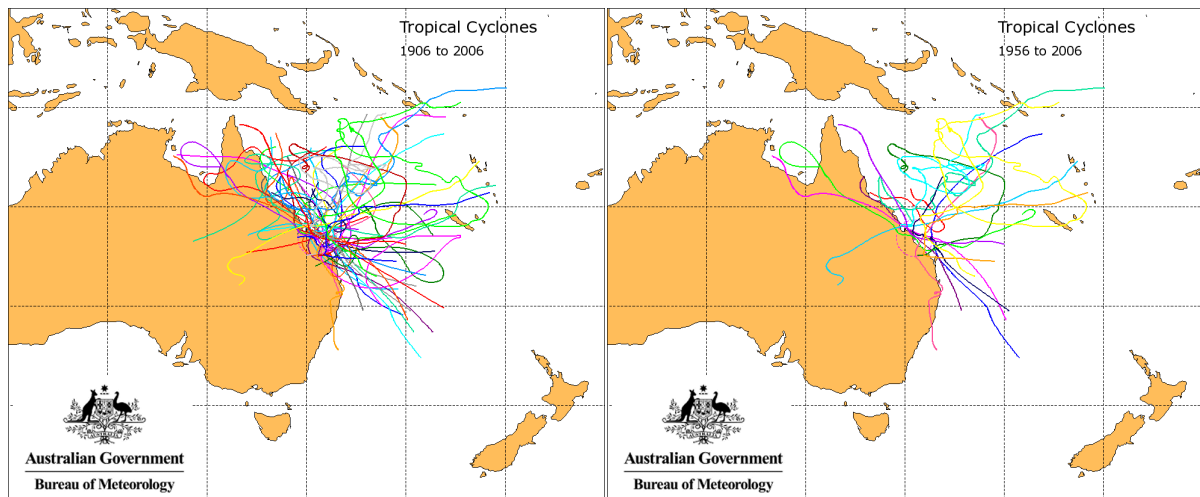 Tropical Cyclones
1906 to 2006
Australian Government
Bureau of Meteorology
Tropical Cyclones
1956 to 2006
Australian Government
Bureau of Meteorology